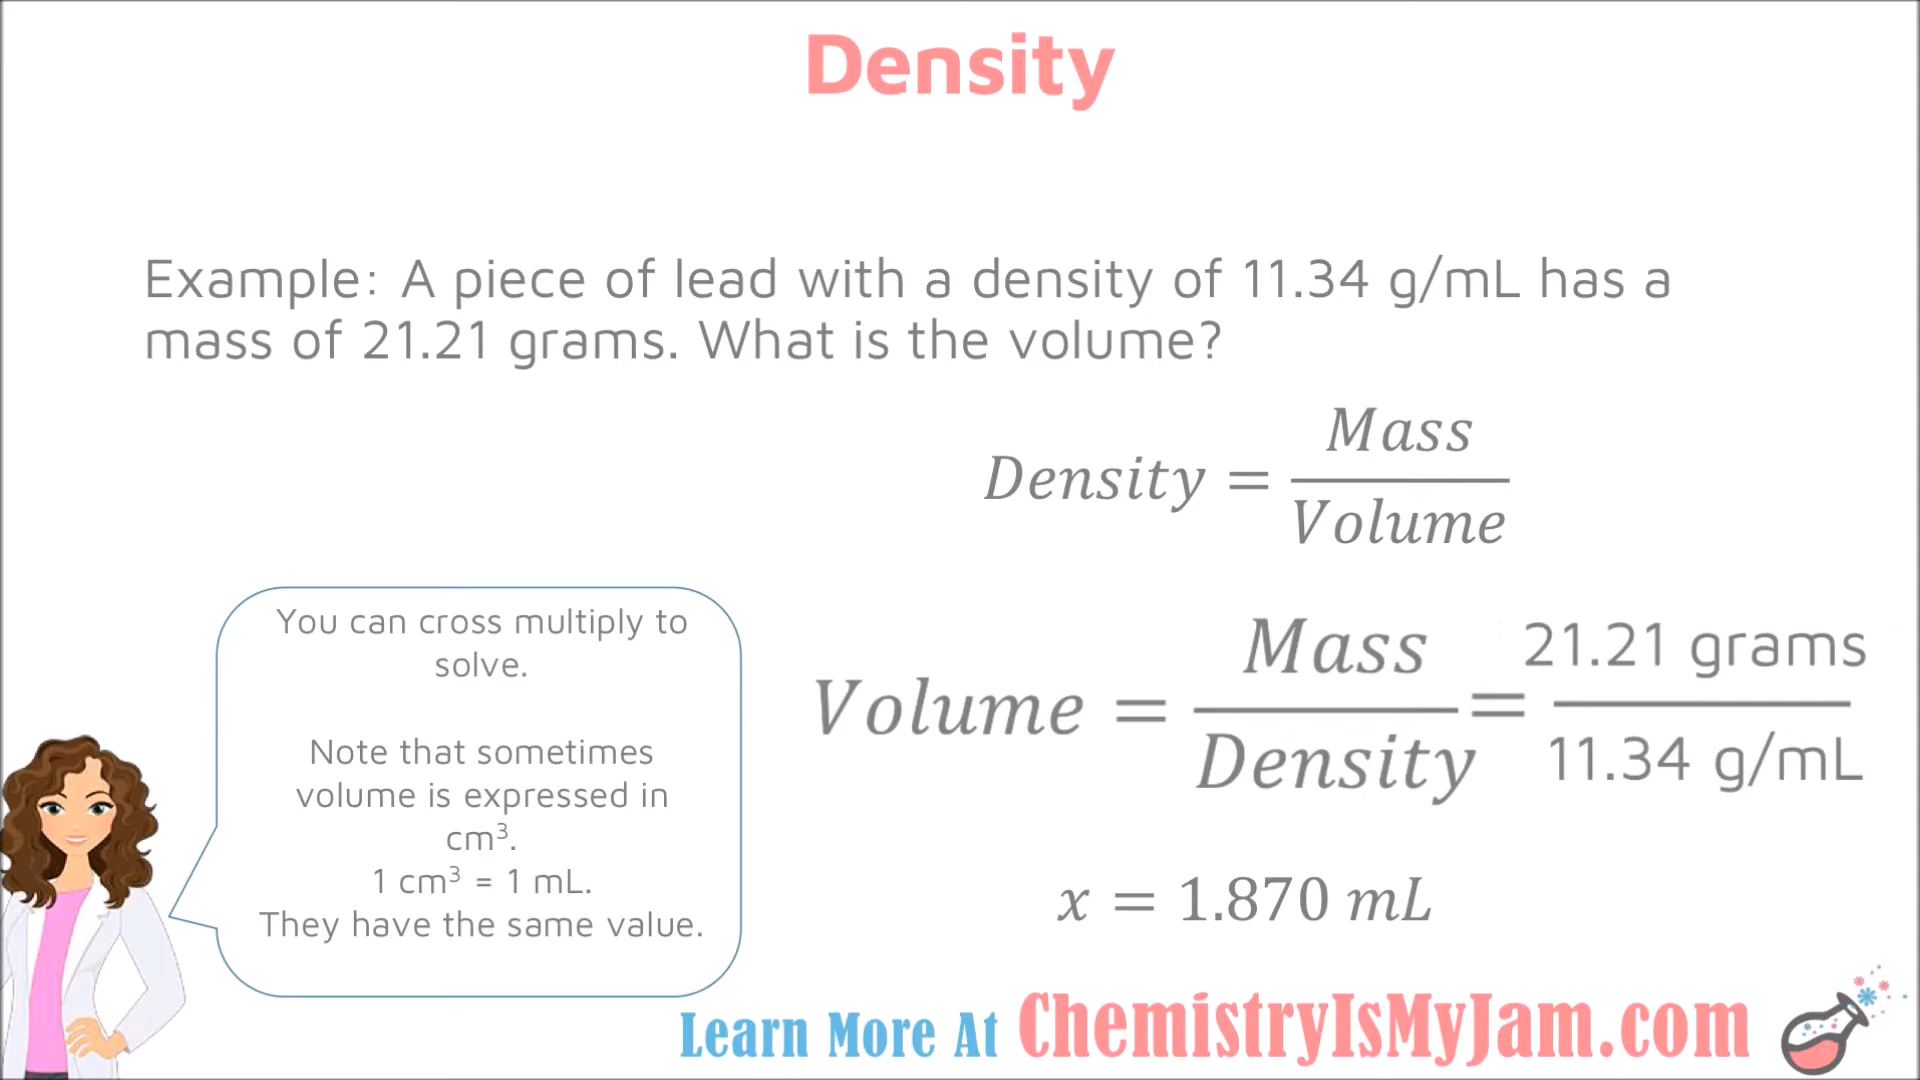 Density
Example: A piece of lead with a density of 11.34 g/mL has a
mass of 21.21 grams. What is the volume?
Density = Mass / Volume
You can cross multiply to
solve.
Note that sometimes
volume is expressed in
cm³.
1 cm³ = 1 mL.
They have the same value.
Volume = Mass / Density = 21.21 grams / 11.34 g/mL
x = 1.870 mL
Learn More At ChemistryIsMyJam.com